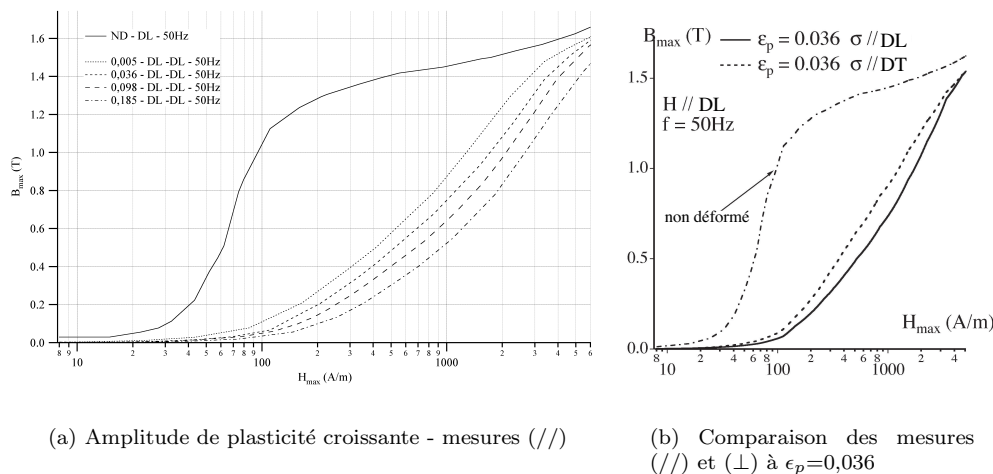 1.6
1.4
1.2
1.0
0.8
0.6
0.4
0.2
0.0
B_max (T)
ND - DL - 50Hz
0,005 - DL -DL - 50Hz
0,036 - DL -DL - 50Hz
0,098 - DL -DL - 50Hz
0,185 - DL -DL - 50Hz
8 9 10 2 3 4 5 6 7 8 9 100 2 3 4 5 6 7 8 9 1000 2 3 4 5 6
H_max (A/m)
(a) Amplitude de plasticité croissante - mesures (//)
B_max (T)
ε_p = 0.036 σ // DL
ε_p = 0.036 σ // DT
1.5
1.0
0.5
0.0
H // DL
f = 50Hz
non déformé
H_max (A/m)
8 10 2 4 6 8 100 2 4 6 8 1000 2 4
(b) Comparaison des mesures
(//) et (⊥) à ϵ_p=0,036